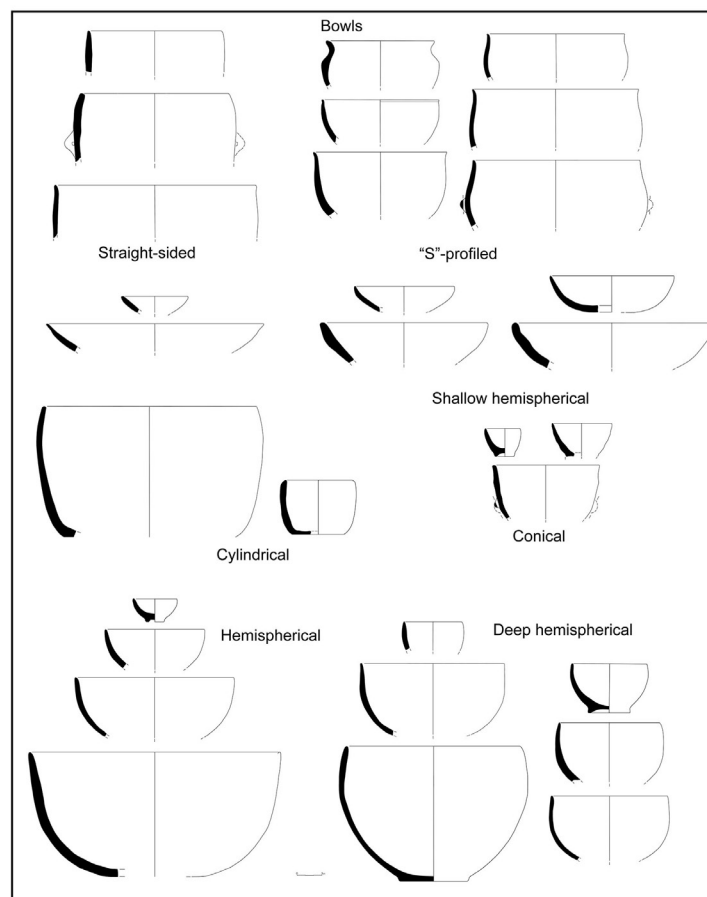 Bowls
Straight-sided
“S”-profiled
Shallow hemispherical
Cylindrical
Conical
Hemispherical
Deep hemispherical